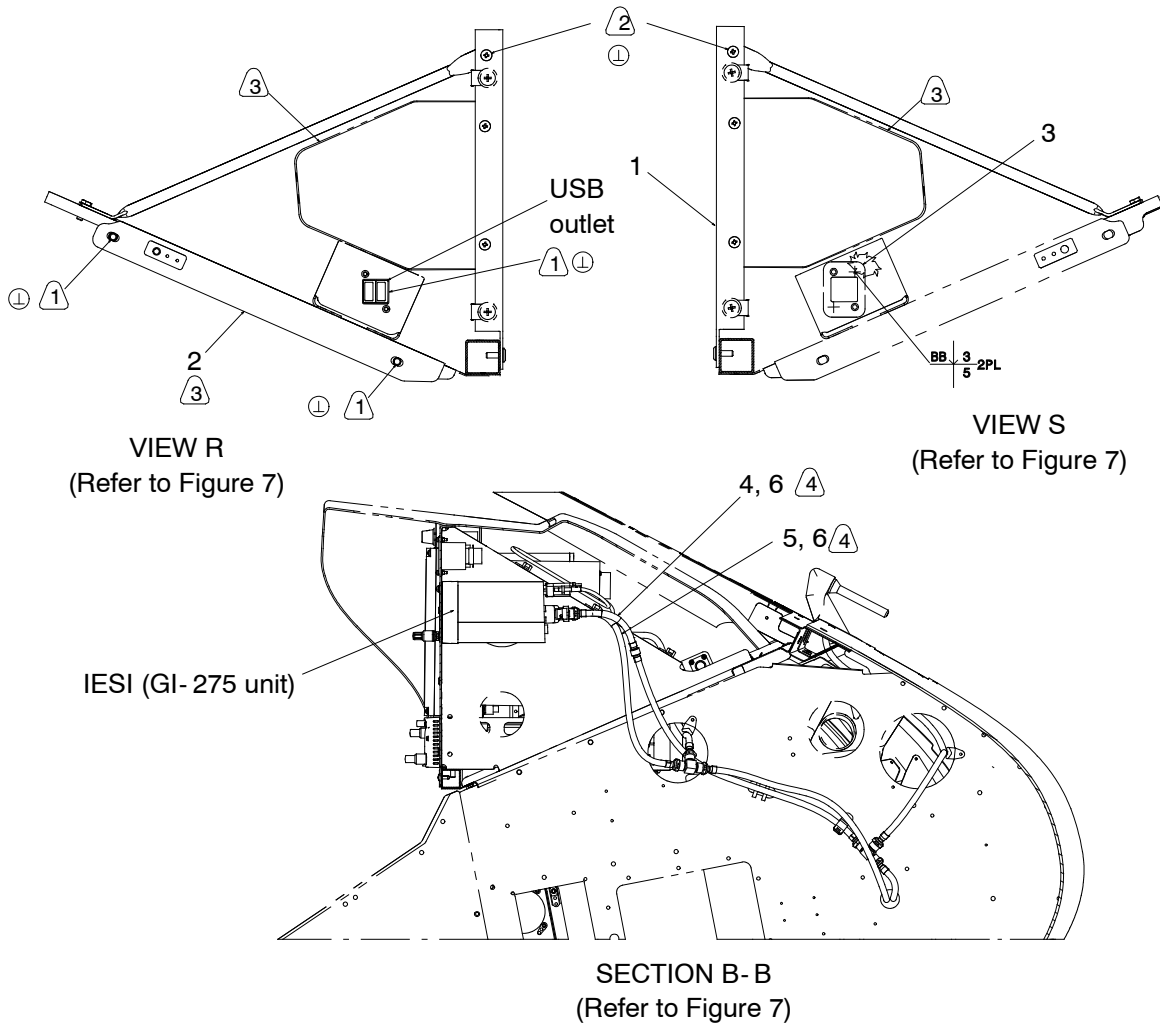 2
⊥
3
3
3
1
USB
outlet
1 ⊥
⊥ 1
2
3
⊥ 1
BB 3
5 2PL
VIEW R
(Refer to Figure 7)
VIEW S
(Refer to Figure 7)
4, 6 4
5, 6 4
IESI (GI-275 unit)
SECTION B-B
(Refer to Figure 7)